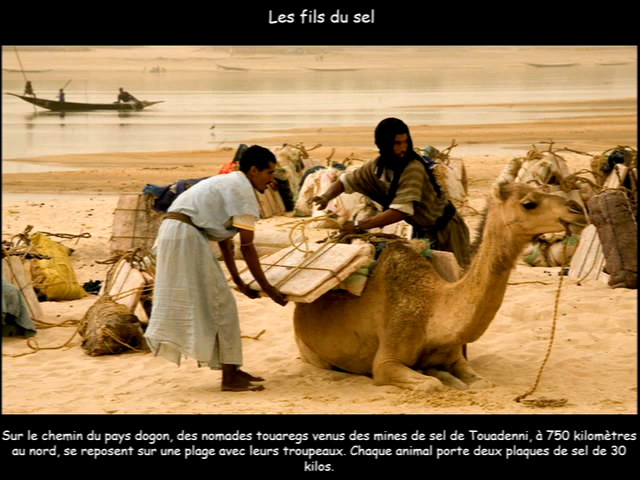 Les fils du sel
Sur le chemin du pays dogon, des nomades touaregs venus des mines de sel de Touadenni, à 750 kilomètres
au nord, se reposent sur une plage avec leurs troupeaux. Chaque animal porte deux plaques de sel de 30
kilos.